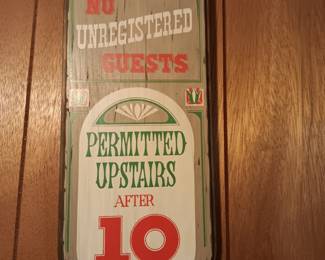 NO
UNREGISTERED
GUESTS
PERMITTED
UPSTAIRS
AFTER
10